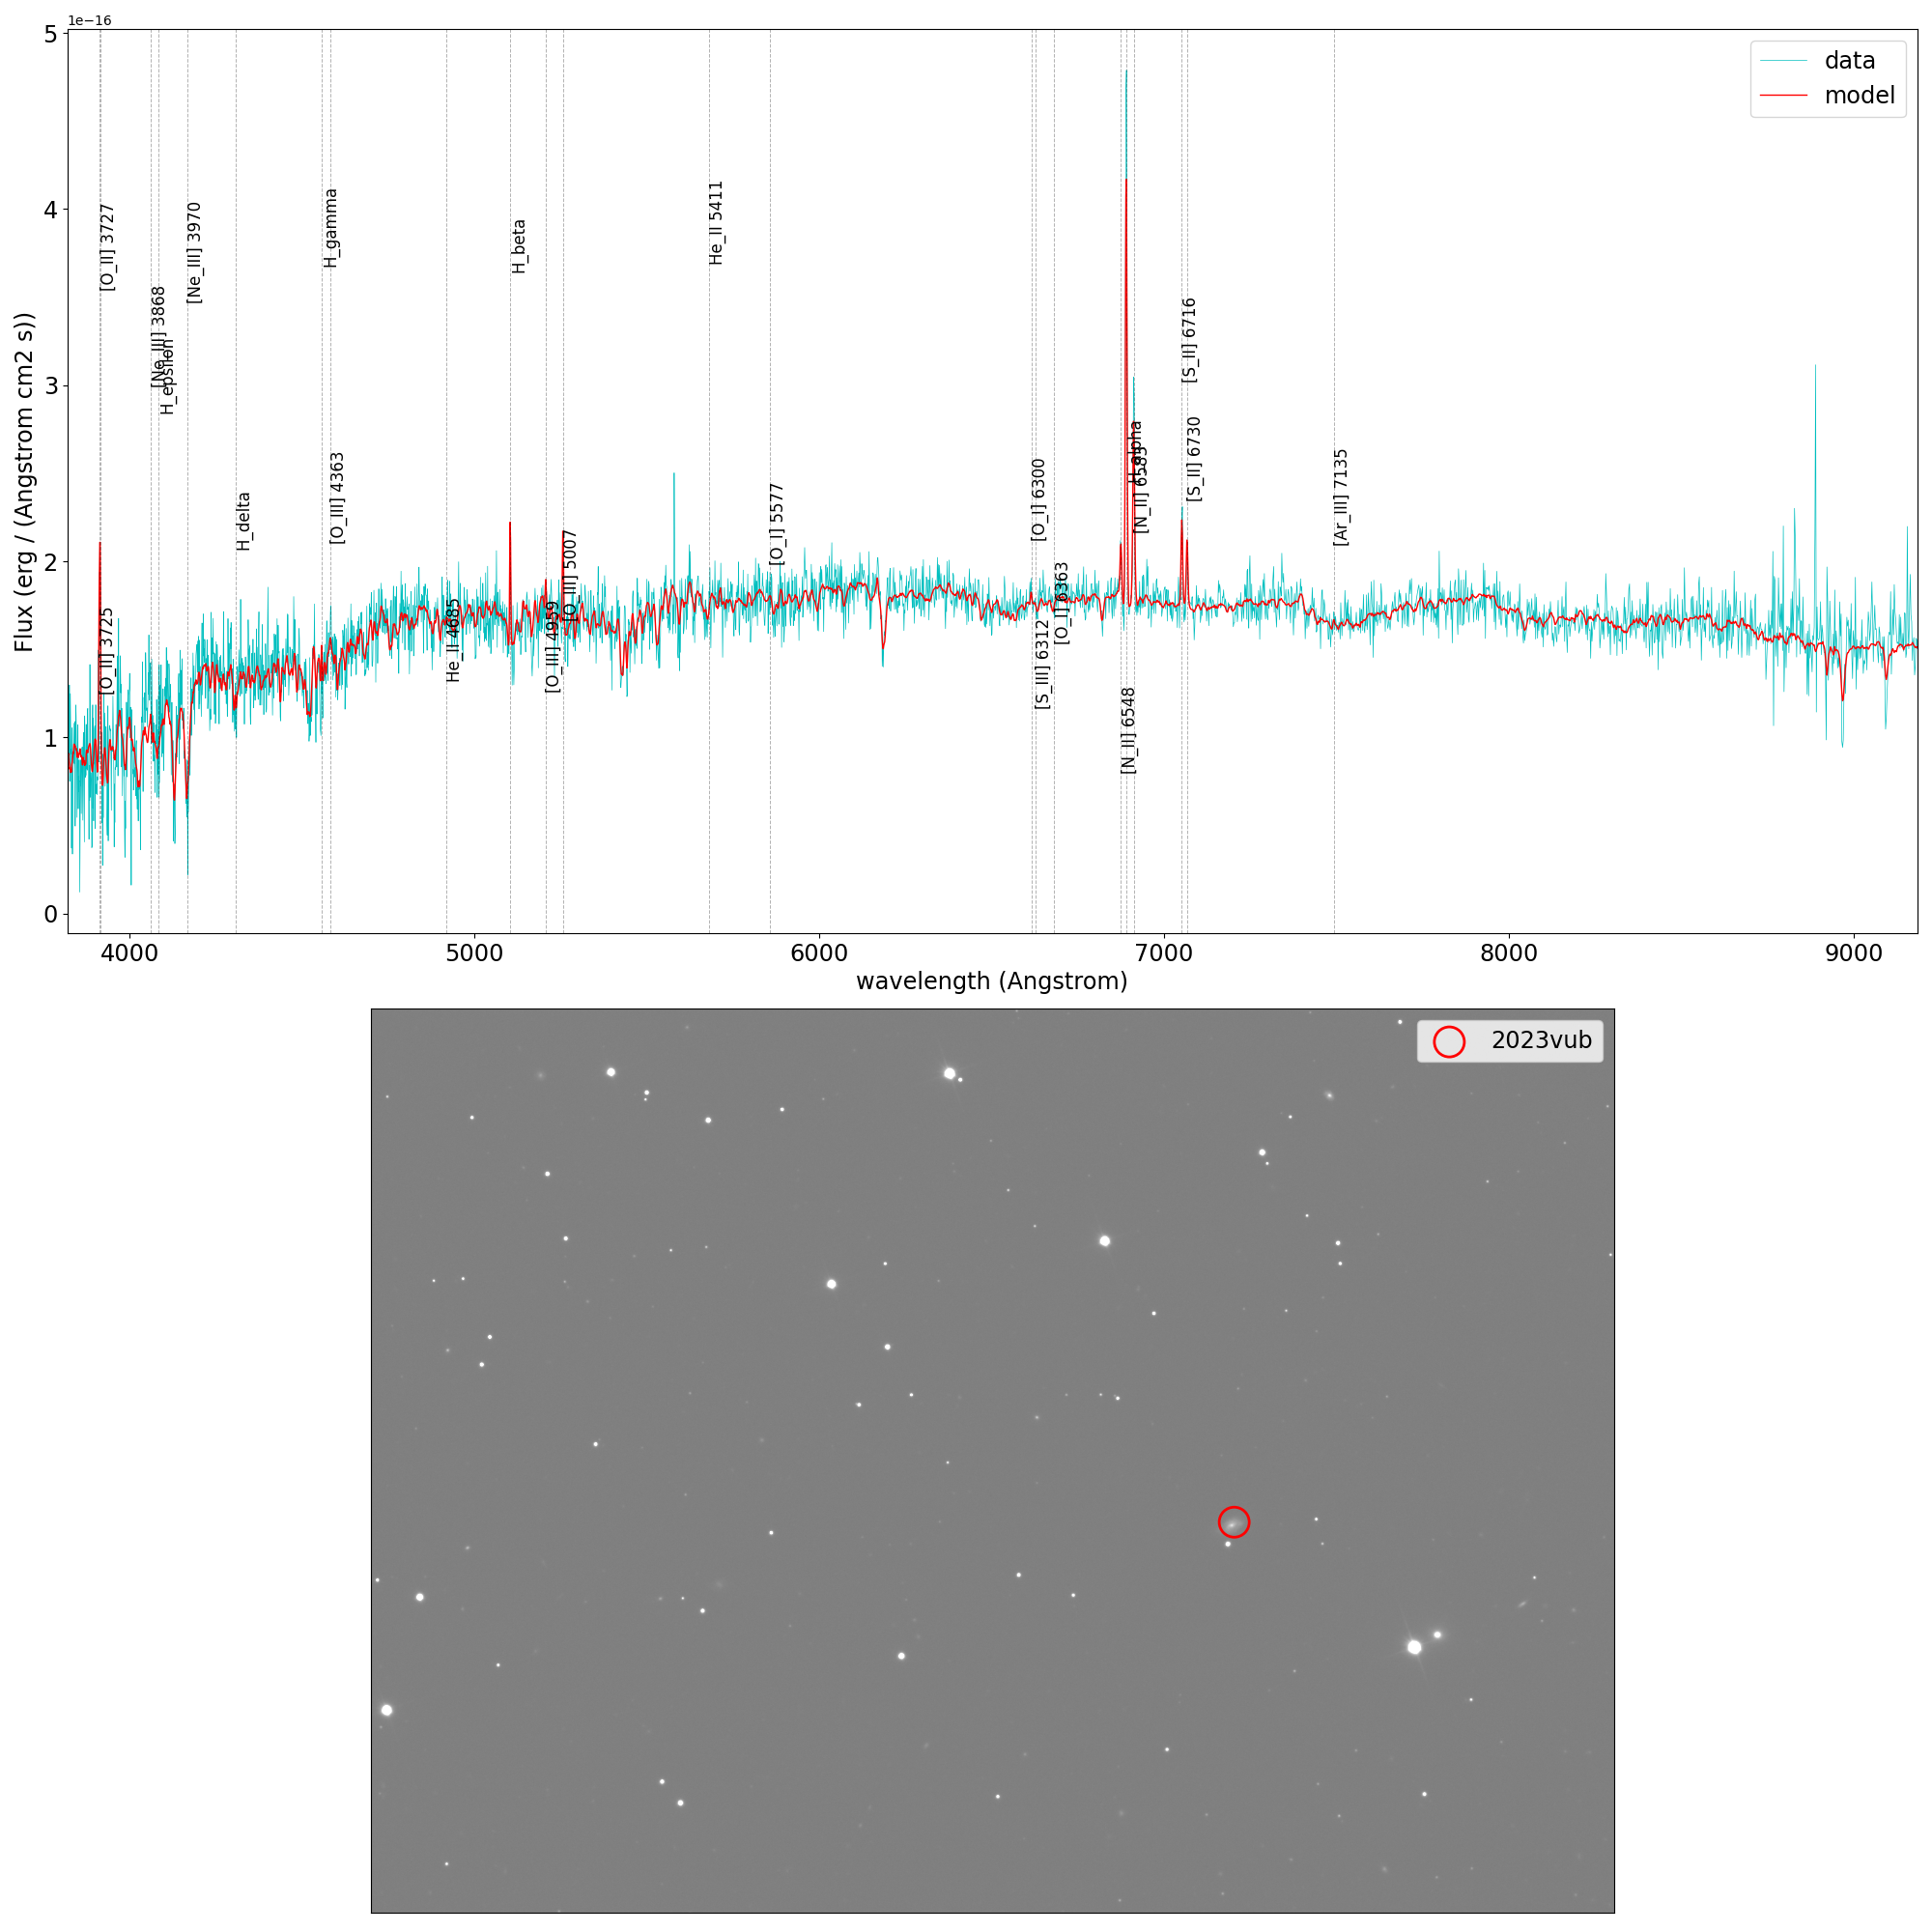 1e−16
5
4
3
2
1
0
Flux (erg / (Angstrom cm2 s))
data
model
[O_II] 3727
[O_II] 3725
[Ne_III] 3868
H_epsilon
[Ne_III] 3970
H_delta
H_gamma
[O_III] 4363
He_II 4685
H_beta
[O_III] 4959
[O_III] 5007
He_II 5411
[O_I] 5577
[O_I] 6300
[S_III] 6312
[O_I] 6363
[N_II] 6548
H_alpha
[N_II] 6583
[S_II] 6716
[S_II] 6730
[Ar_III] 7135
4000
5000
6000
7000
8000
9000
wavelength (Angstrom)
2023vub